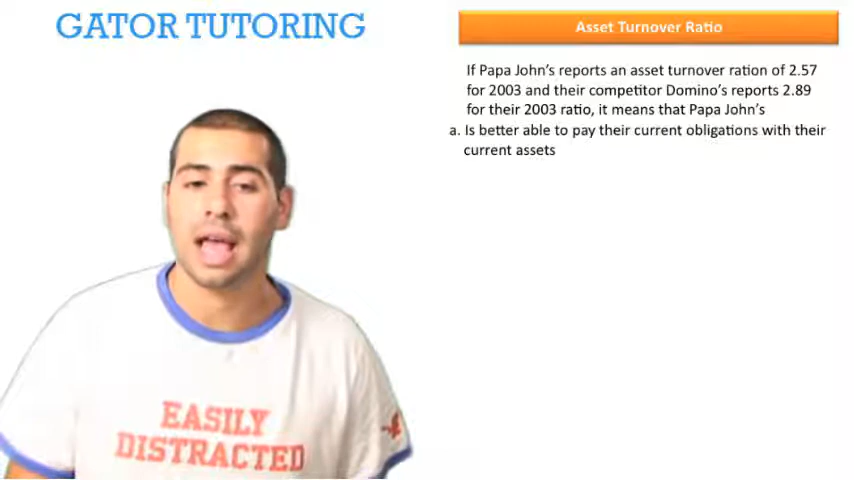 GATOR TUTORING
Asset Turnover Ratio
If Papa John's reports an asset turnover ration of 2.57
for 2003 and their competitor Domino's reports 2.89
for their 2003 ratio, it means that Papa John's
a. Is better able to pay their current obligations with their
current assets
EASILY
DISTRACTED